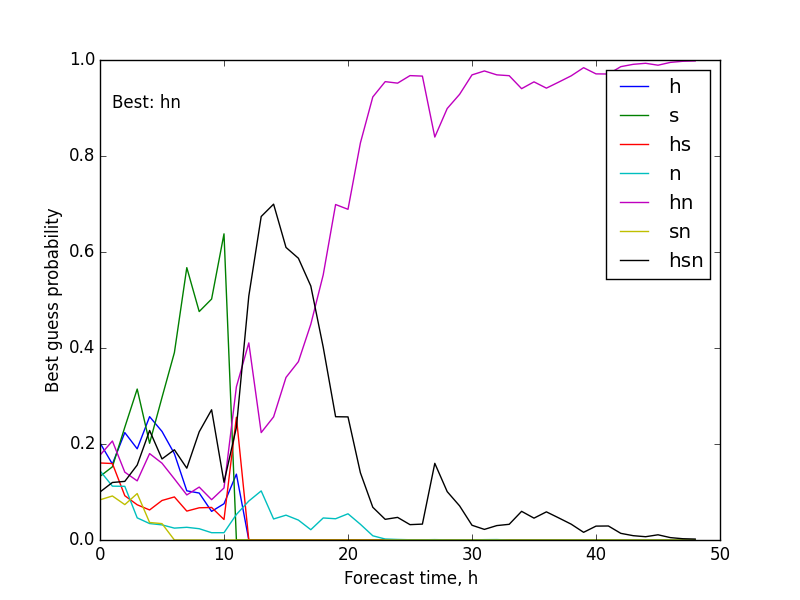 1.0
0.8
0.6
0.4
0.2
0.0
Best guess probability
Best: hn
h
s
hs
n
hn
sn
hsn
0 10 20 30 40 50
Forecast time, h